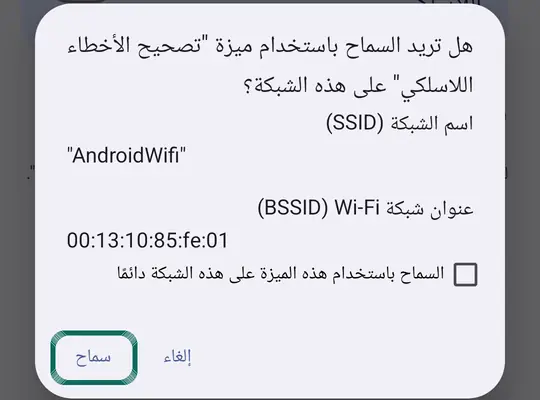 هل تريد السماح باستخدام ميزة "تصحيح الأخطاء
اللاسلكي" على هذه الشبكة؟
اسم الشبكة (SSID)
"AndroidWifi"
عنوان شبكة Wi-Fi ‏(BSSID)
00:13:10:85:fe:01
السماح باستخدام هذه الميزة على هذه الشبكة دائمًا
إلغاء
سماح